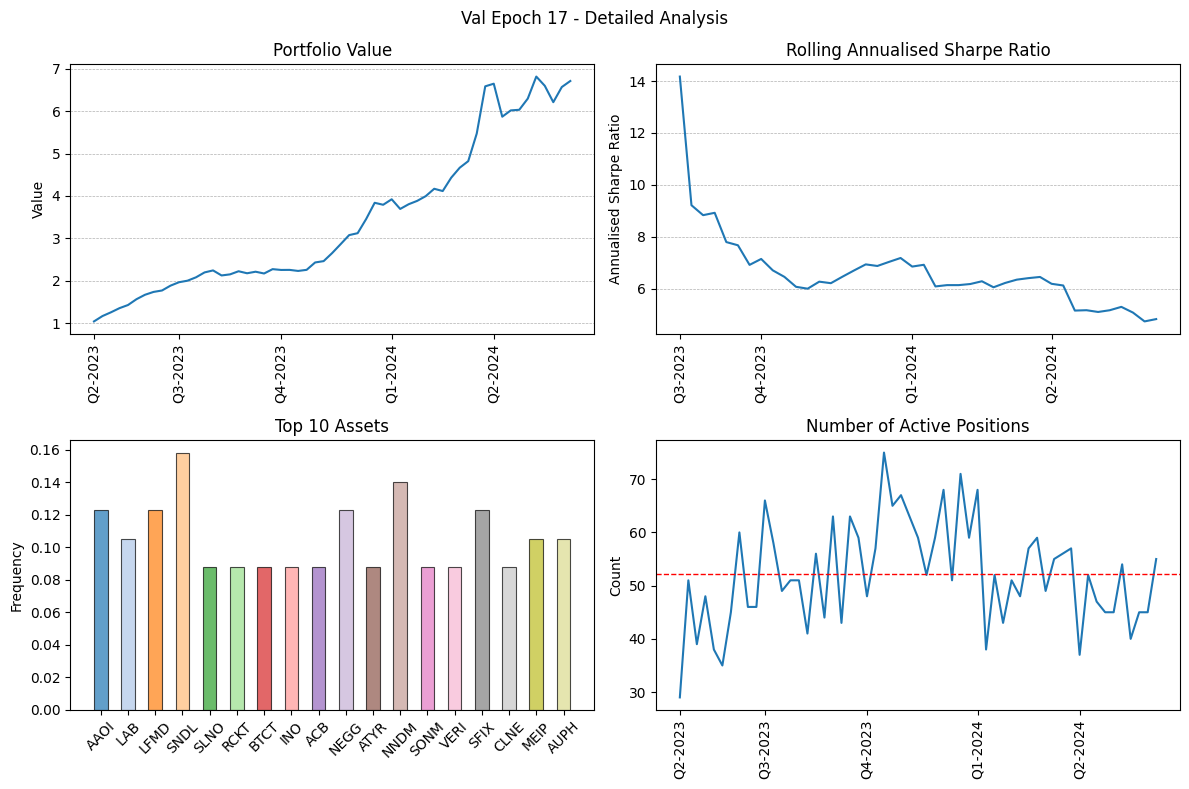 Val Epoch 17 - Detailed Analysis
Portfolio Value
Value
7
6
5
4
3
2
1
Q2-2023
Q3-2023
Q4-2023
Q1-2024
Q2-2024
Rolling Annualised Sharpe Ratio
Annualised Sharpe Ratio
14
12
10
8
6
Q3-2023
Q4-2023
Q1-2024
Q2-2024
Top 10 Assets
Frequency
0.16
0.14
0.12
0.10
0.08
0.06
0.04
0.02
0.00
AAOI
LAB
LFMD
SNDL
SLNO
RCKT
BTCT
INO
ACB
NEGG
ATYR
NNDM
SONM
VERI
SFIX
CLNE
MEIP
AUPH
Number of Active Positions
Count
70
60
50
40
30
Q2-2023
Q3-2023
Q4-2023
Q1-2024
Q2-2024